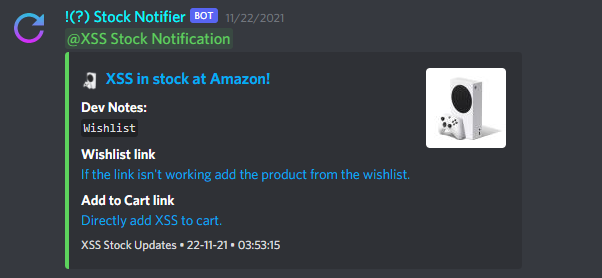 !(?) Stock Notifier BOT 11/22/2021
@XSS Stock Notification
XSS in stock at Amazon!
Dev Notes:
Wishlist
Wishlist link
If the link isn't working add the product from the wishlist.
Add to Cart link
Directly add XSS to cart.
XSS Stock Updates • 22-11-21 • 03:53:15